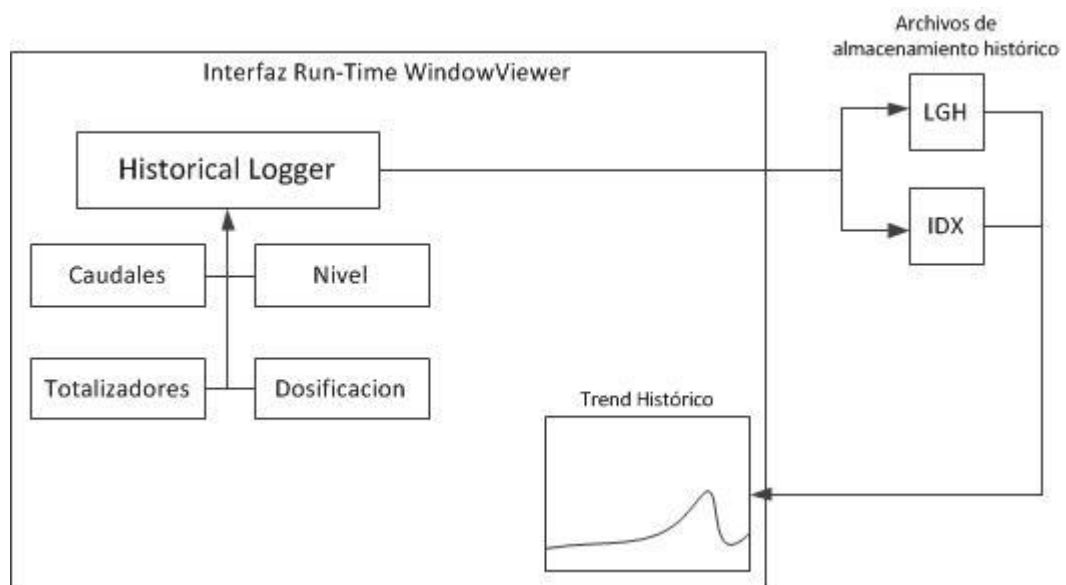 Archivos de
almacenamiento histórico
Interfaz Run-Time WindowViewer
LGH
Historical Logger
IDX
Caudales
Nivel
Totalizadores
Dosificacion
Trend Histórico